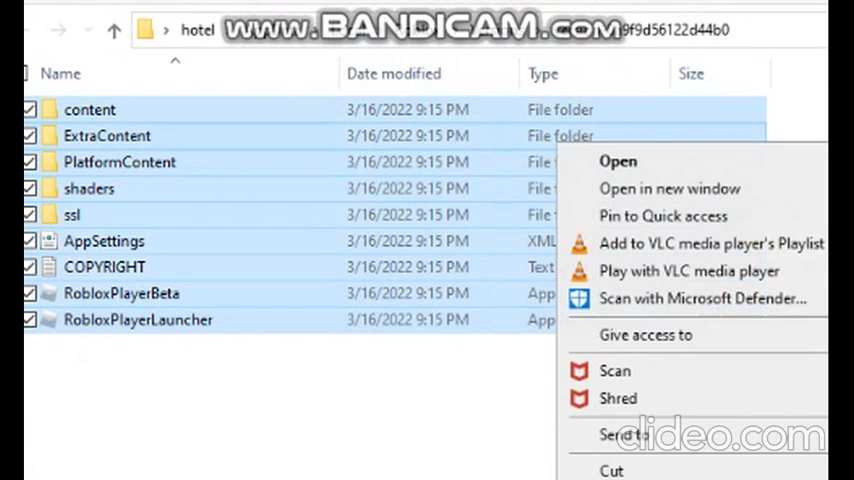 hotel
www.BANDICAM.com
9f9d56122d44b0
Name Date modified Type Size
content 3/16/2022 9:15 PM File folder
ExtraContent 3/16/2022 9:15 PM File folder
PlatformContent 3/16/2022 9:15 PM File
shaders 3/16/2022 9:15 PM File
ssl 3/16/2022 9:15 PM File
AppSettings 3/16/2022 9:15 PM XML
COPYRIGHT 3/16/2022 9:15 PM Text
RobloxPlayerBeta 3/16/2022 9:15 PM App
RobloxPlayerLauncher 3/16/2022 9:15 PM App
Open
Open in new window
Pin to Quick access
Add to VLC media player's Playlist
Play with VLC media player
Scan with Microsoft Defender...
Give access to
Scan
Shred
Send to
clideo.com
Cut